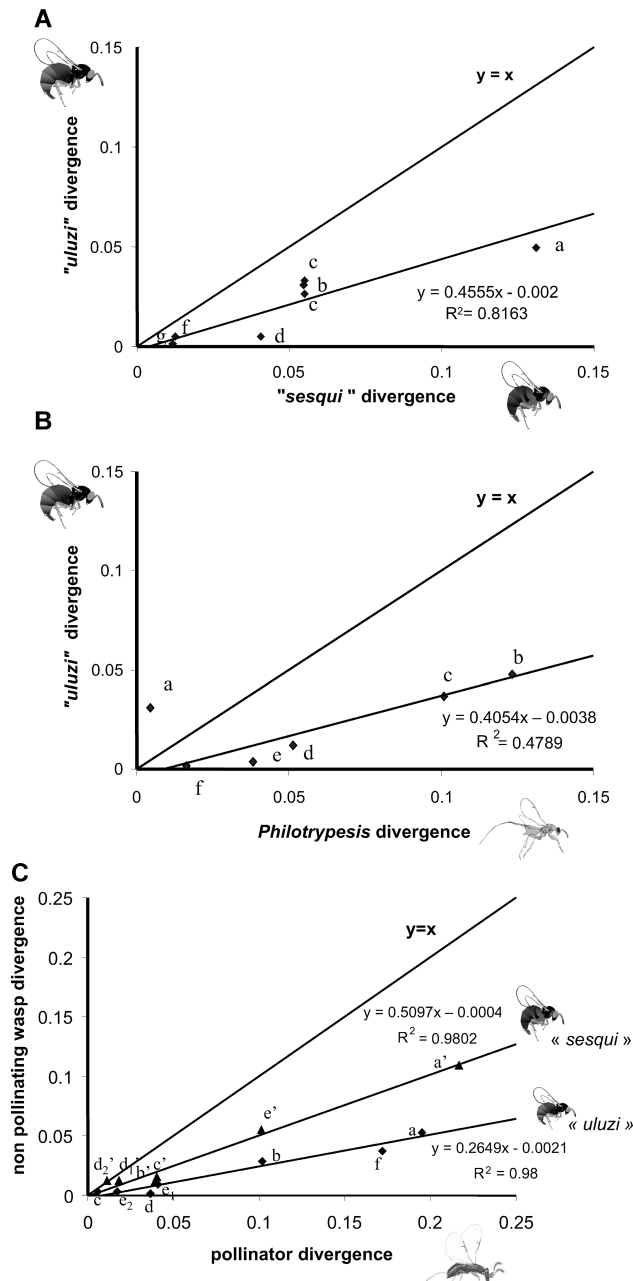 A
0.15
y = x
"uluzi" divergence
0.1
0.05
a
c
b
c
y = 0.4555x - 0.002
R2= 0.8163
g
f
d
0
0
0.05
0.1
0.15
"sesqui " divergence
B
0.15
y = x
"uluzi" divergence
0.1
0.05
a
c
b
y = 0.4054x – 0.0038
R 2= 0.4789
e
d
f
0
0
0.05
0.1
0.15
Philotrypesis divergence
C
0.25
non pollinating wasp divergence
y=x
0.2
0.15
y = 0.5097x – 0.0004
R2 = 0.9802
« sesqui »
a’
0.1
e’
« uluzi »
0.05
a
b
f
y = 0.2649x - 0.0021
R2 = 0.98
d2’
d1’
b’
c’
0
c
e2
d
e1
0
0.05
0.1
0.15
0.2
0.25
pollinator divergence